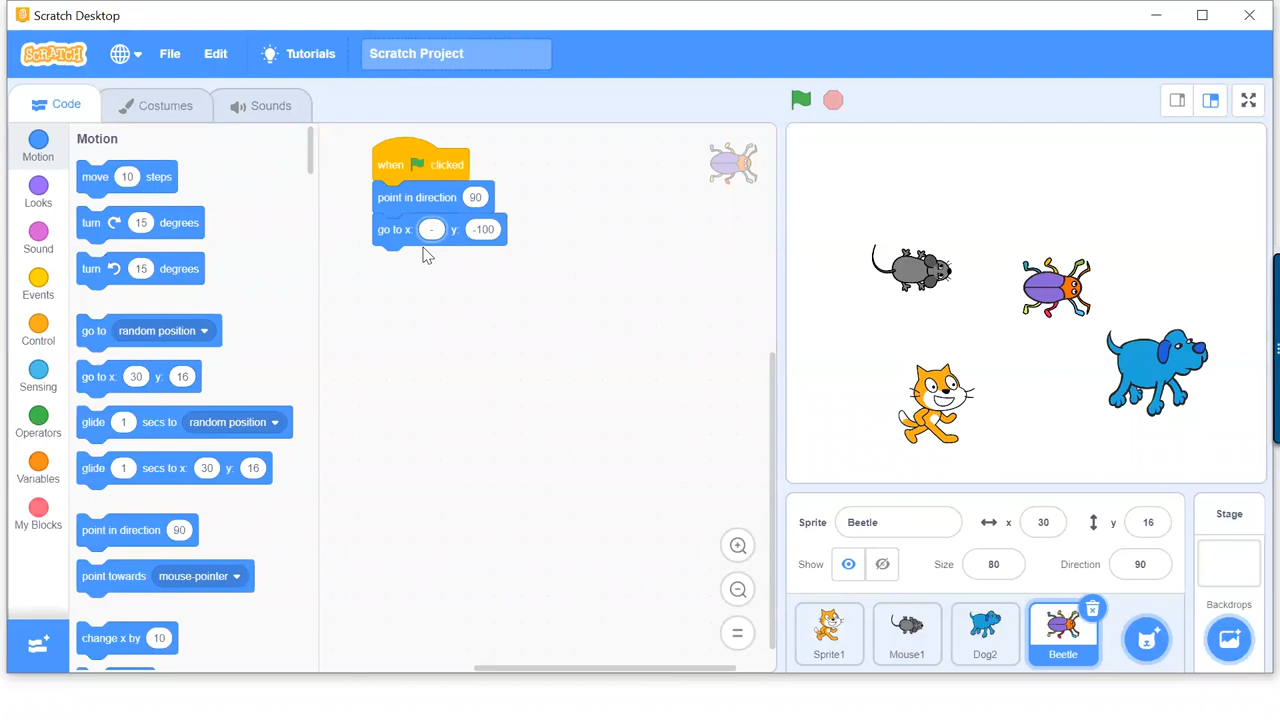 Scratch Desktop
SCRATCH File Edit Tutorials Scratch Project
Code Costumes Sounds
Motion
Looks
Sound
Events
Control
Sensing
Operators
Variables
My Blocks
Motion
move 10 steps
turn 15 degrees
turn 15 degrees
go to random position
go to x: 30 y: 16
glide 1 secs to random position
glide 1 secs to x: 30 y: 16
point in direction 90
point towards mouse-pointer
change x by 10
when clicked
point in direction 90
go to x: - y: -100
Sprite Beetle x 30 y 16
Show Size 80 Direction 90
Sprite1 Mouse1 Dog2 Beetle
Stage
Backdrops